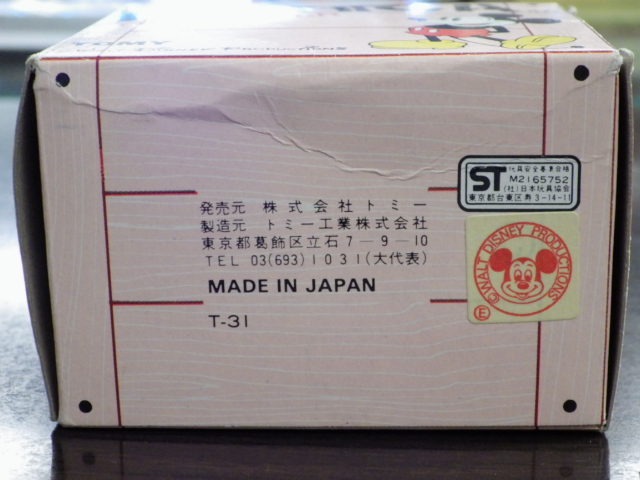 TOMY
PRODUCTIONS
発売元 株式会社トミー
製造元 トミー工業株式会社
東京都葛飾区立石7-9-10
TEL 03(693)1031(大代表)
MADE IN JAPAN
T-31
ST
玩具安全基準合格
M2165752
(社)日本玩具協会
東京都台東区寿3-14-11
©WALT DISNEY PRODUCTIONS
E